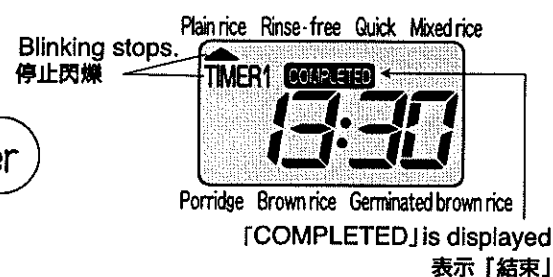 Plain rice Rinse-free Quick Mixed rice
Blinking stops.
停止閃爍
TIMER1 COMPLETED
13:30
er
Porridge Brown rice Germinated brown rice
「COMPLETED」is displayed
表示「結束」